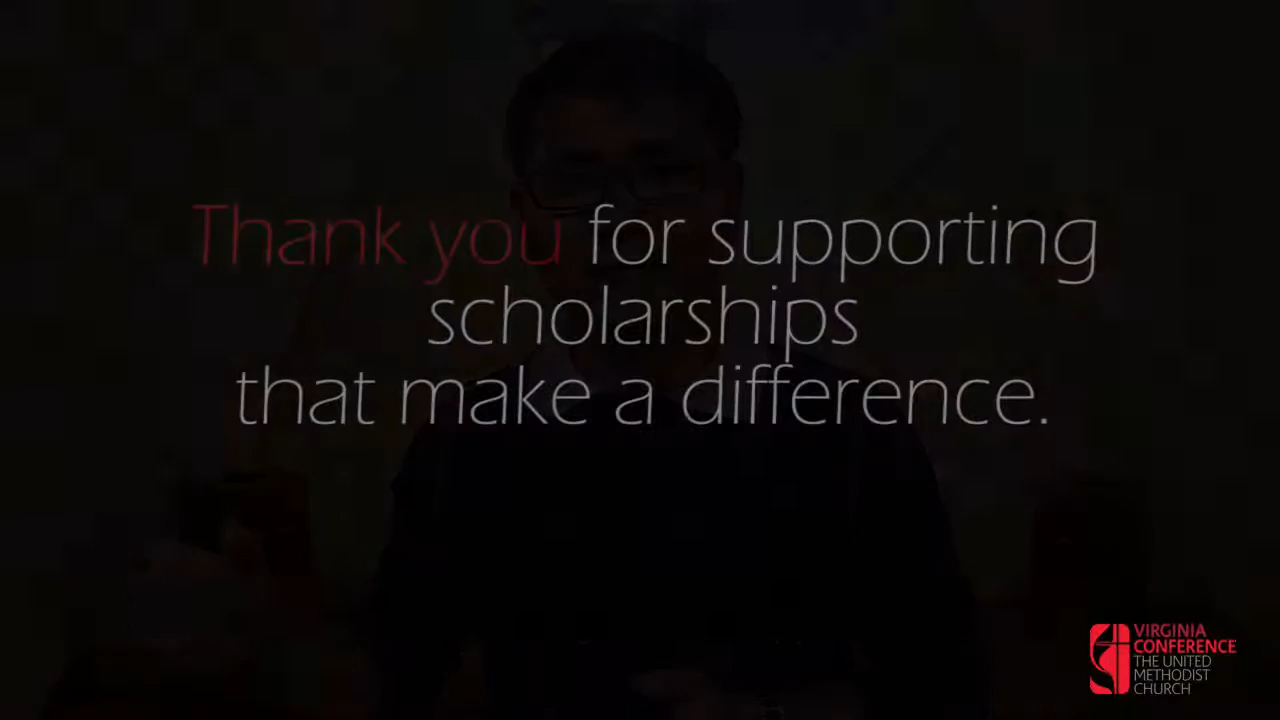 Thank you for supporting
scholarships
that make a difference.
VIRGINIA
CONFERENCE
THE UNITED
METHODIST
CHURCH